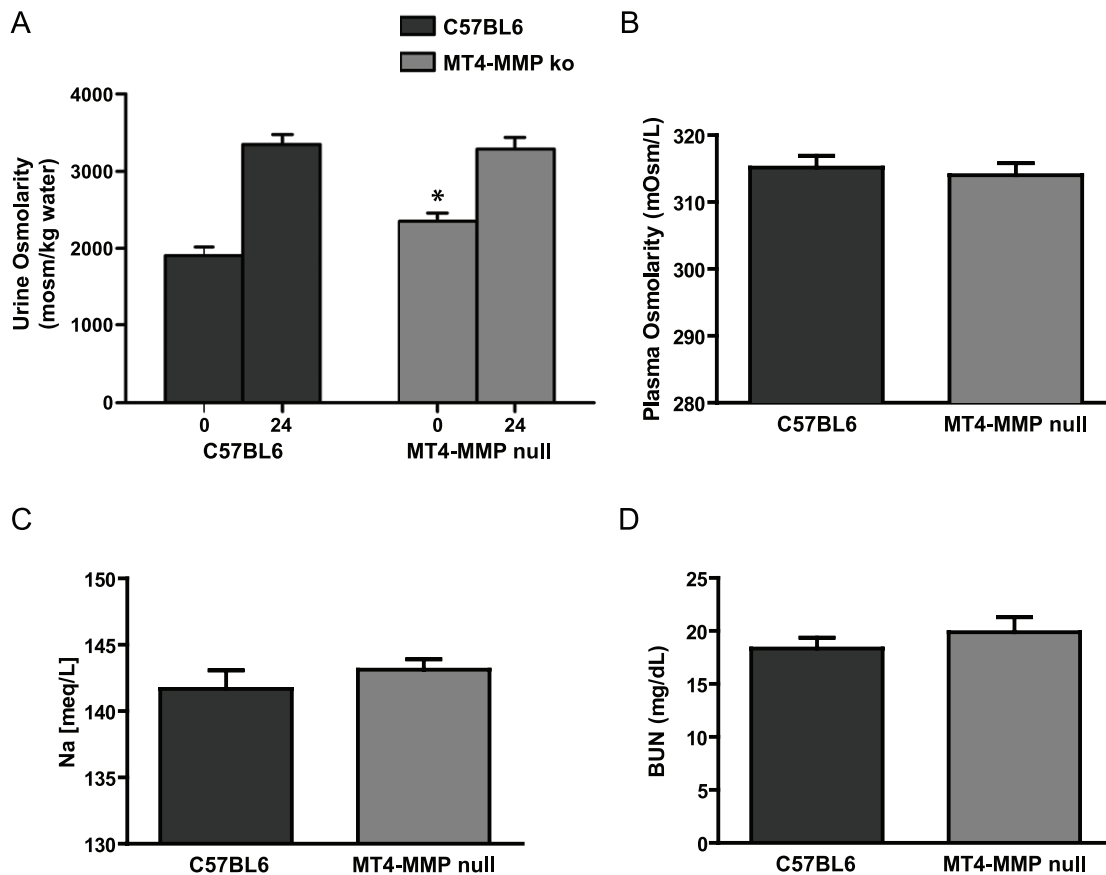 A
C57BL6
MT4-MMP ko
Urine Osmolarity
(mosm/kg water)
4000
3000
2000
1000
0
*
0 24 0 24
C57BL6 MT4-MMP null
B
Plasma Osmolarity (mOsm/L)
320
310
300
290
280
C57BL6 MT4-MMP null
C
Na [meq/L]
150
145
140
135
130
C57BL6 MT4-MMP null
D
BUN (mg/dL)
25
20
15
10
5
0
C57BL6 MT4-MMP null